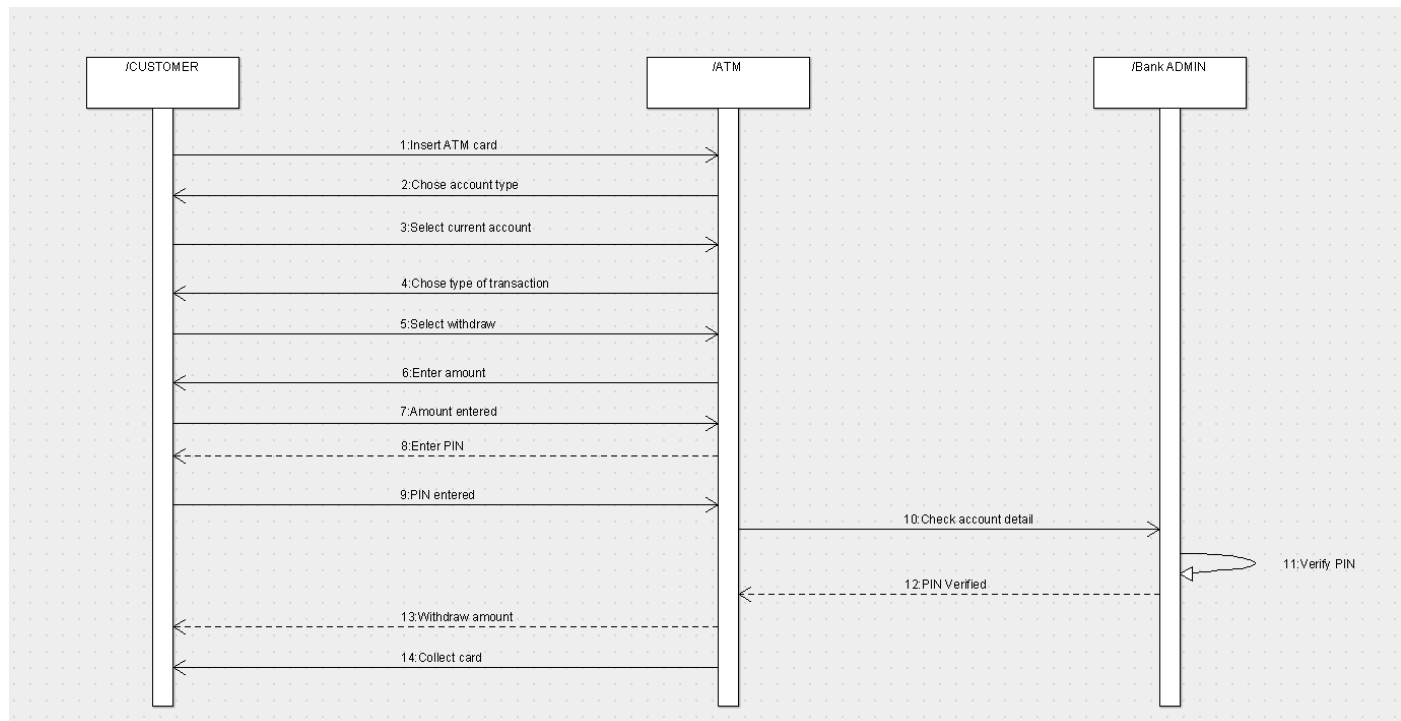 /CUSTOMER
/ATM
/Bank ADMIN
1:Insert ATM card
2:Chose account type
3:Select current account
4:Chose type of transaction
5:Select withdraw
6:Enter amount
7:Amount entered
8:Enter PIN
9:PIN entered
10:Check account detail
11:Verify PIN
12:PIN Verified
13:Withdraw amount
14:Collect card